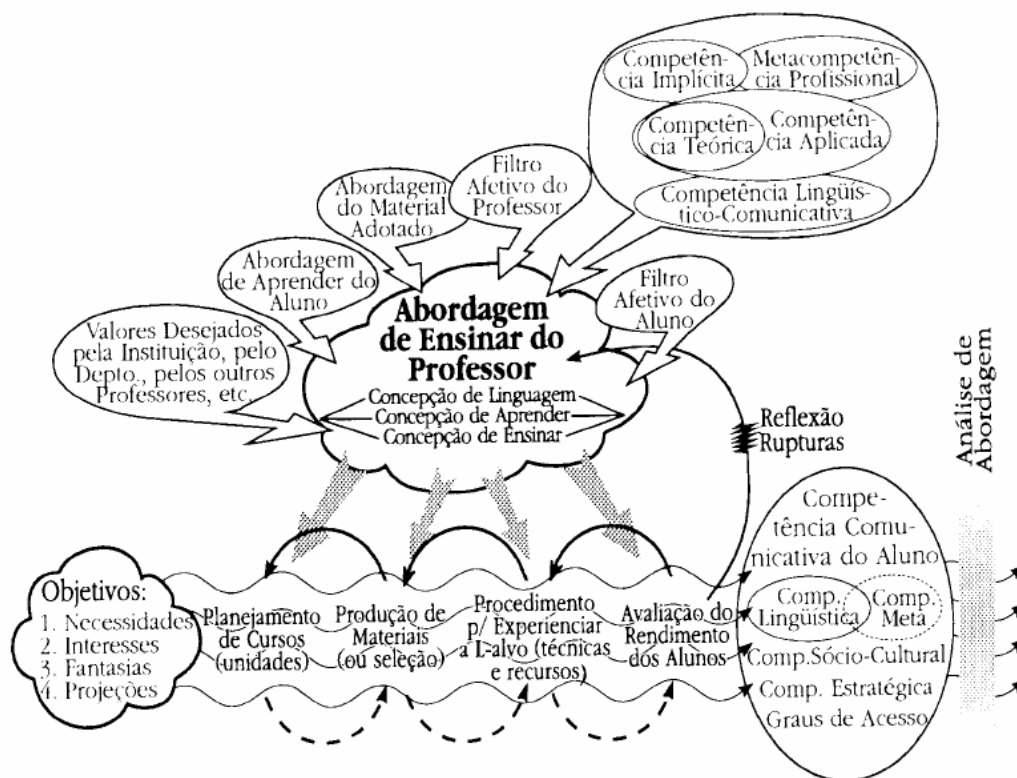 Competên-
cia Implícita
Metacompetência
Profissional
Competên-
cia Teórica
Competên-
cia Aplicada
Competência Lingüís-
tico-Comunicativa
Filtro
Afetivo do
Professor
Abordagem
do Material
Adotado
Abordagem
de Aprender do
Aluno
Valores Desejados
pela Instituição, pelo
Depto., pelos outros
Professores, etc.
Filtro
Afetivo do
Aluno
Abordagem
de Ensinar do
Professor
Concepção de Linguagem
Concepção de Aprender
Concepção de Ensinar
Reflexão
Rupturas
Análise de
Abordagem
Objetivos:
1. Necessidades
2. Interesses
3. Fantasias
4. Projeções
Planejamento
de Cursos
(unidades)
Produção de
Materiais
(ou seleção)
Procedimento
p/ Experienciar
a L-alvo (técnicas
e recursos)
Avaliação do
Rendimento
dos Alunos
Compe-
tência Comu-
nicativa do Aluno
Comp.
Lingüística
Comp.
Meta
Comp.Sócio-Cultural
Comp. Estratégica
Graus de Acesso